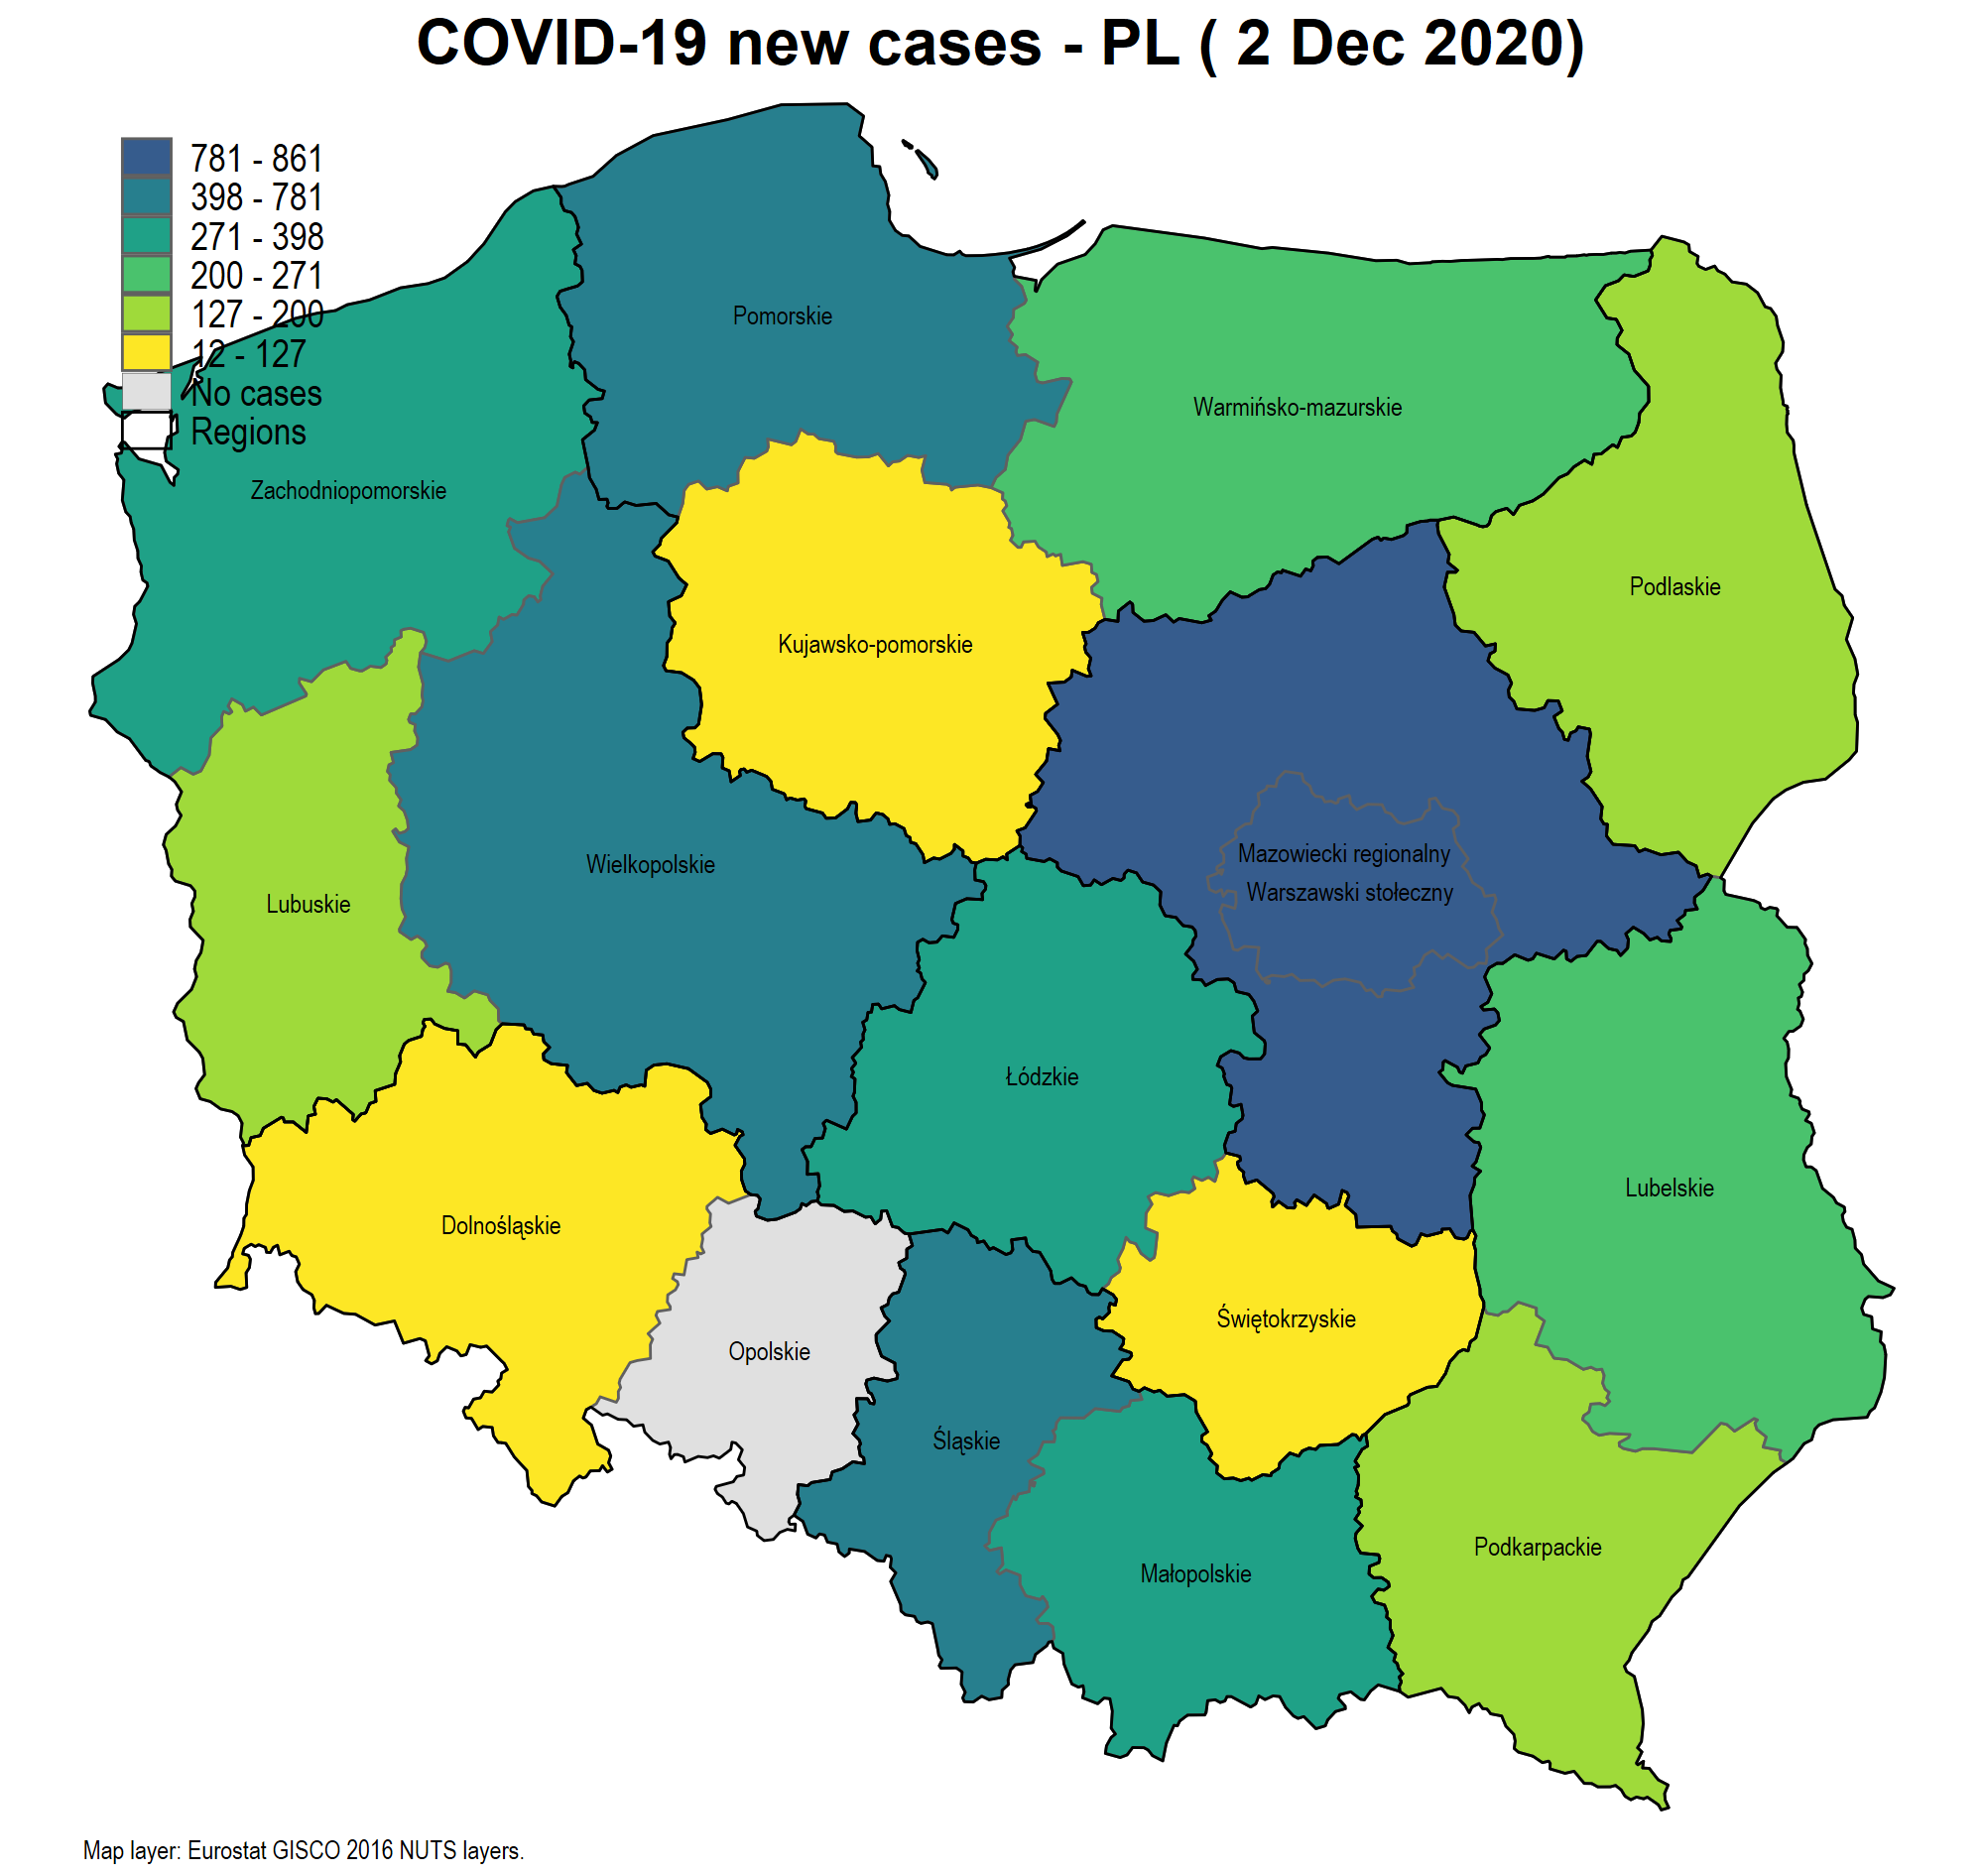 COVID-19 new cases - PL ( 2 Dec 2020)
781 - 861
398 - 781
271 - 398
200 - 271
127 - 200
12 - 127
No cases
Regions
Pomorskie
Warmińsko-mazurskie
Zachodniopomorskie
Podlaskie
Kujawsko-pomorskie
Mazowiecki regionalny
Wielkopolskie
Warszawski stołeczny
Lubuskie
Łódzkie
Lubelskie
Dolnośląskie
Świętokrzyskie
Opolskie
Śląskie
Podkarpackie
Małopolskie
Map layer: Eurostat GISCO 2016 NUTS layers.